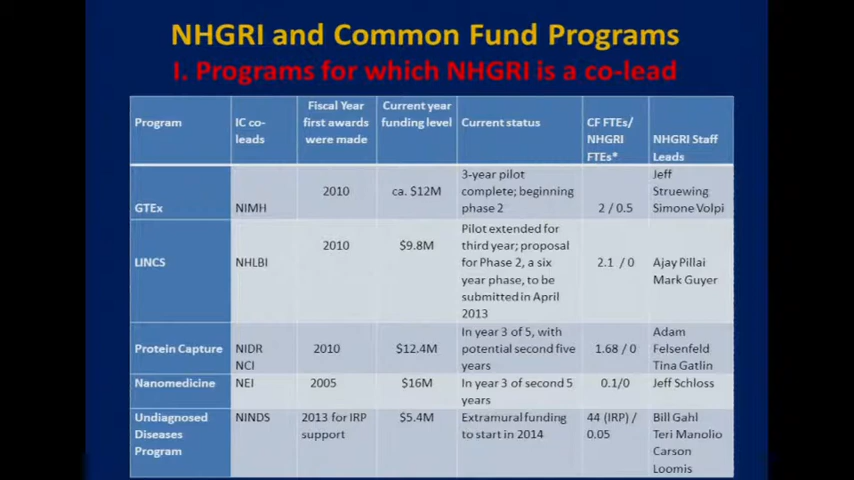 NHGRI and Common Fund Programs
I. Programs for which NHGRI is a co-lead
Program
IC co-
leads
Fiscal Year
first awards
were made
Current year
funding level
Current status
CF FTEs/
NHGRI
FTEs*
NHGRI Staff
Leads
GTEx
NIMH
2010
ca. $12M
3-year pilot
complete; beginning
phase 2
2 / 0.5
Jeff
Struewing
Simone Volpi
LINCS
NHLBI
2010
$9.8M
Pilot extended for
third year; proposal
for Phase 2, a six
year phase, to be
submitted in April
2013
2.1 / 0
Ajay Pillai
Mark Guyer
Protein Capture
NIDR
NCI
2010
$12.4M
In year 3 of 5, with
potential second five
years
1.68 / 0
Adam
Felsenfeld
Tina Gatlin
Nanomedicine
NEI
2005
$16M
In year 3 of second 5
years
0.1/0
Jeff Schloss
Undiagnosed
Diseases
Program
NINDS
2013 for IRP
support
$5.4M
Extramural funding
to start in 2014
44 (IRP) /
0.05
Bill Gahl
Teri Manolio
Carson
Loomis